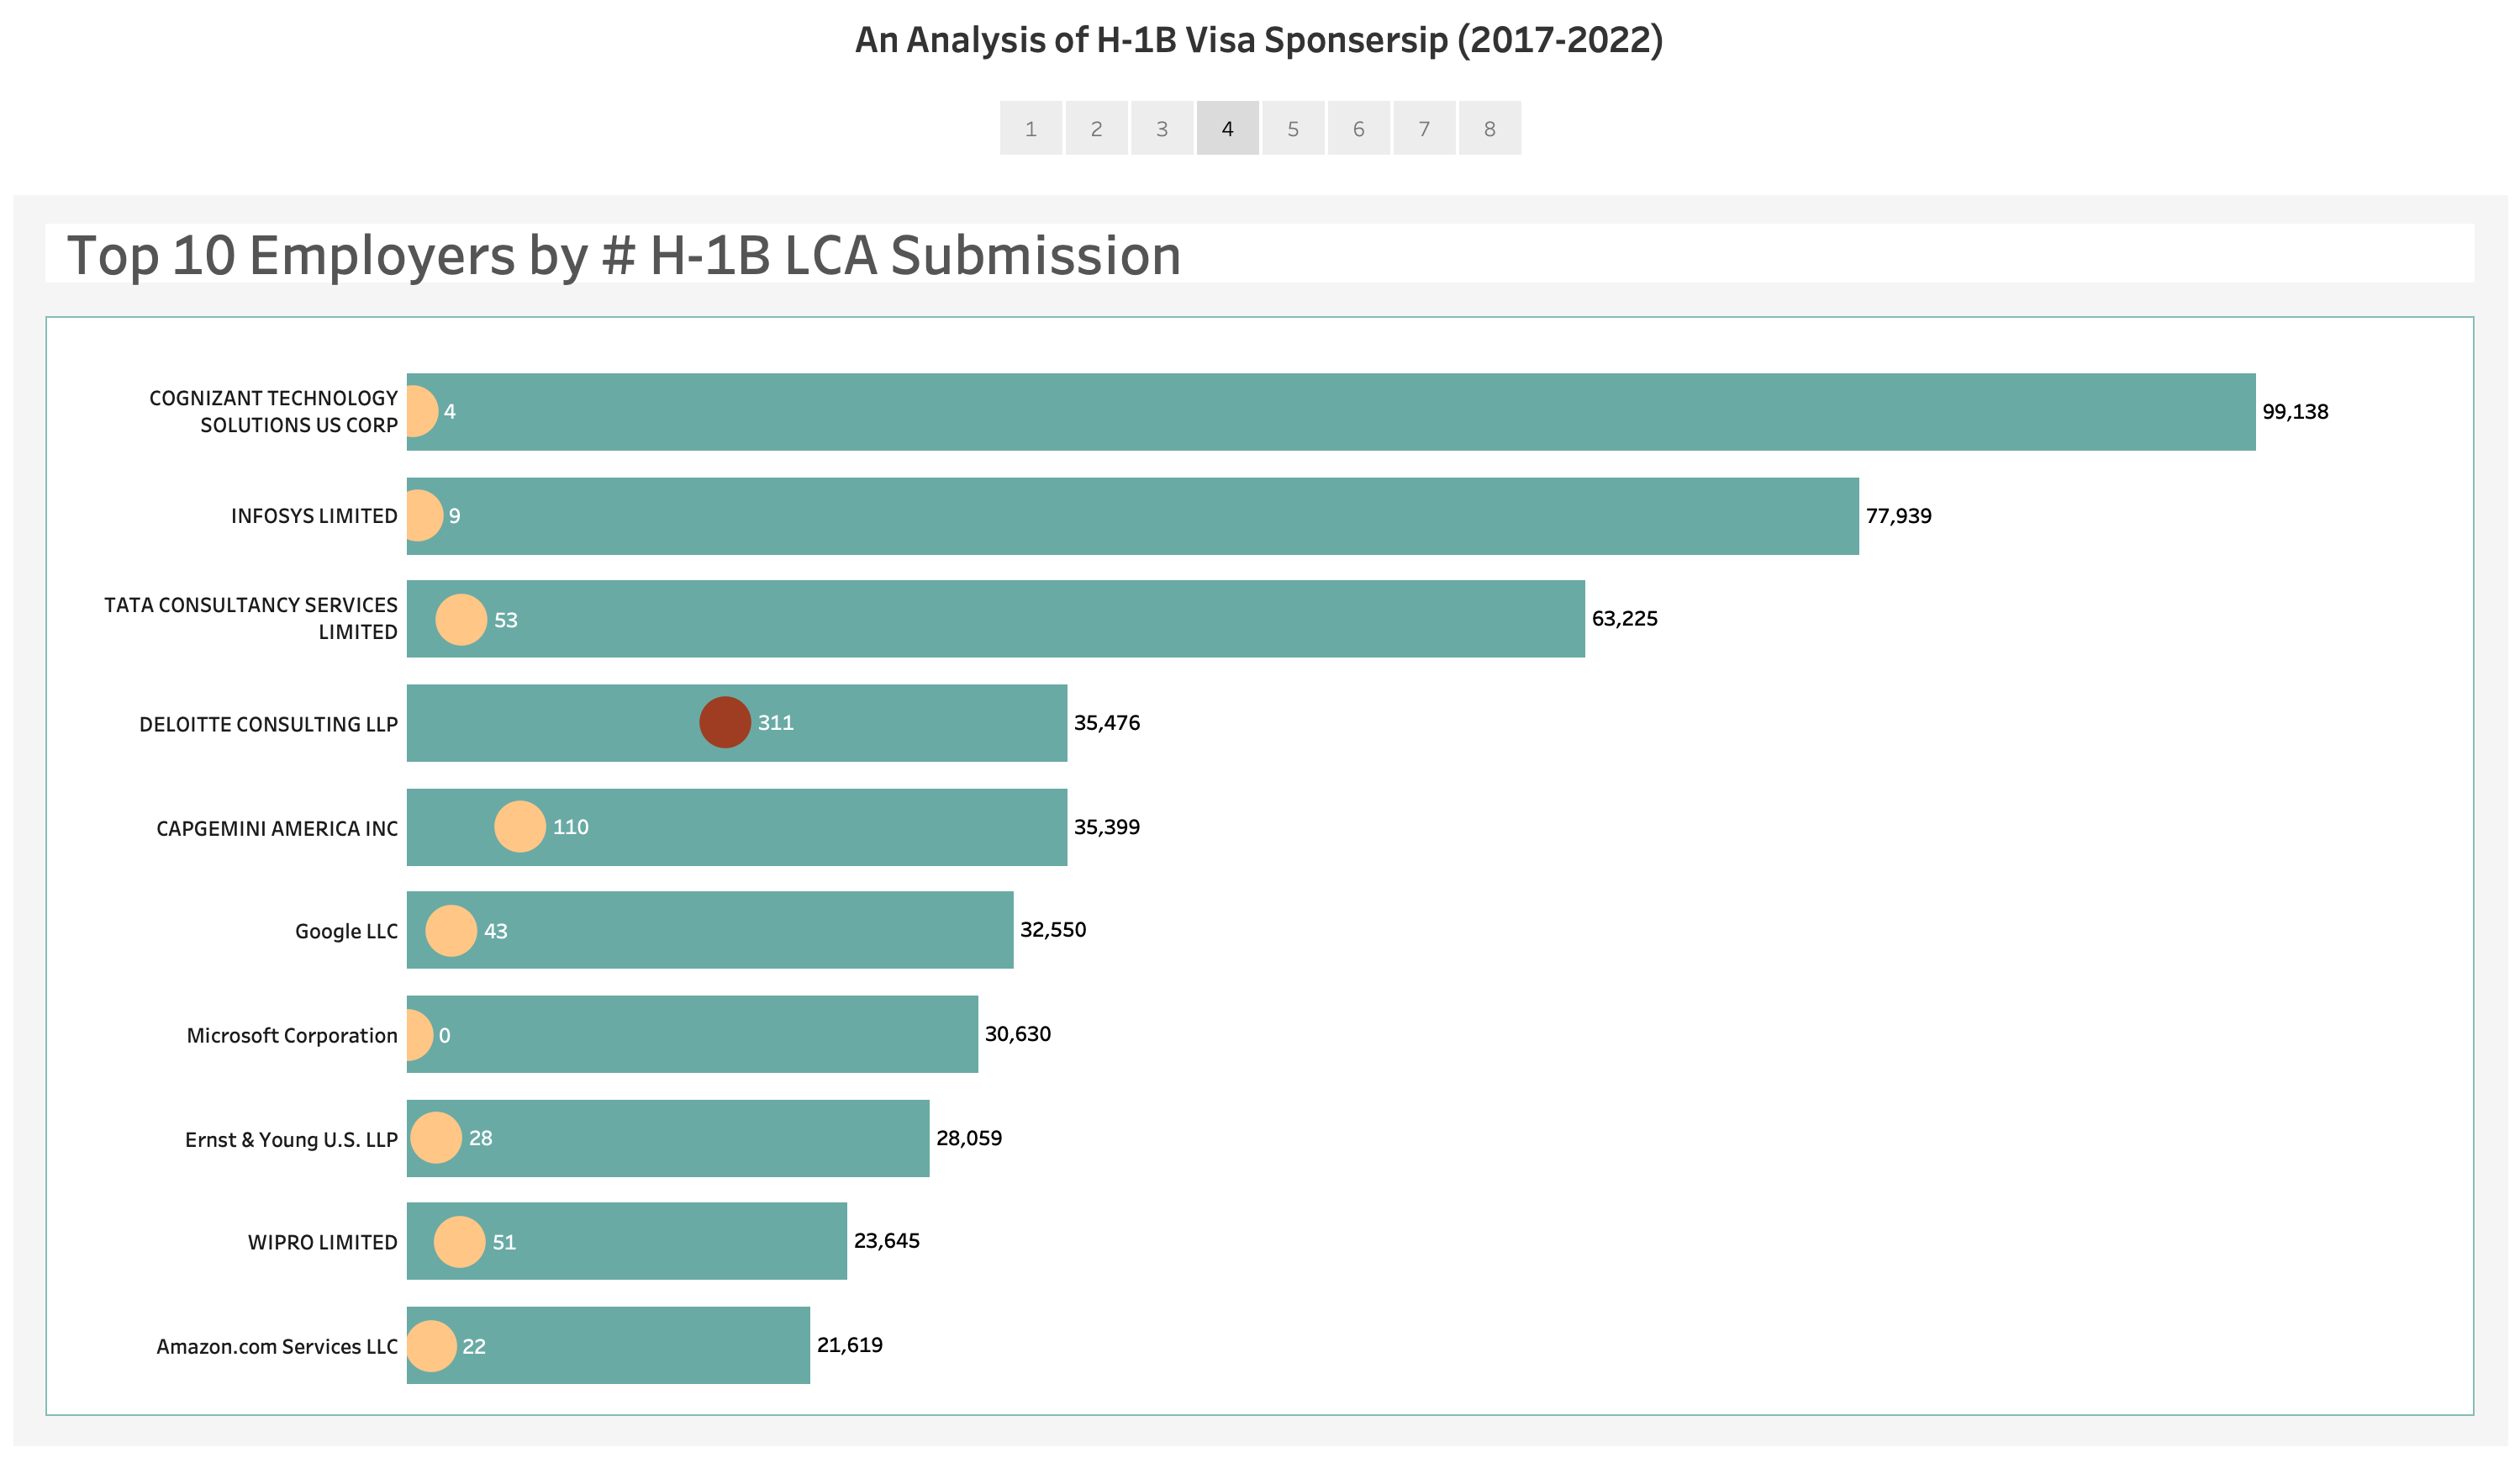 An Analysis of H-1B Visa Sponsersip (2017-2022)
1 2 3 4 5 6 7 8
Top 10 Employers by # H-1B LCA Submission
COGNIZANT TECHNOLOGY
SOLUTIONS US CORP
4
99,138
INFOSYS LIMITED
9
77,939
TATA CONSULTANCY SERVICES
LIMITED
53
63,225
DELOITTE CONSULTING LLP
311
35,476
CAPGEMINI AMERICA INC
110
35,399
Google LLC
43
32,550
Microsoft Corporation
0
30,630
Ernst & Young U.S. LLP
28
28,059
WIPRO LIMITED
51
23,645
Amazon.com Services LLC
22
21,619